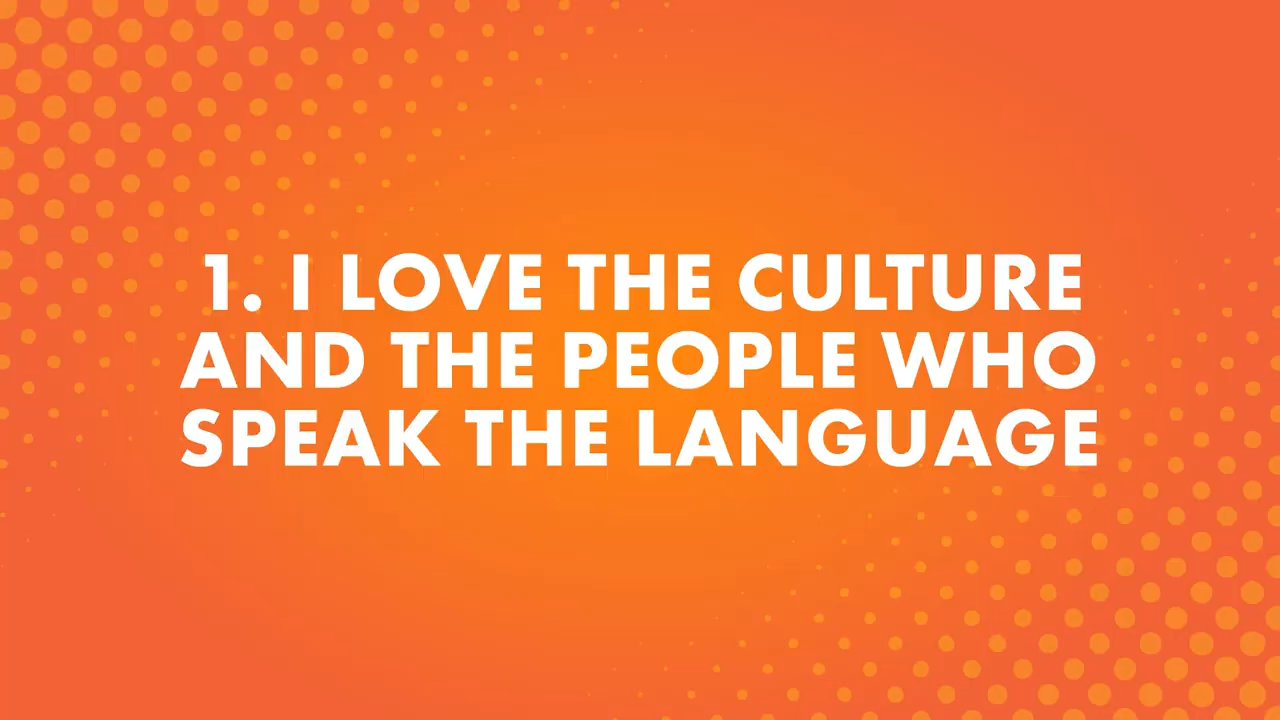 1. I LOVE THE CULTURE
AND THE PEOPLE WHO
SPEAK THE LANGUAGE